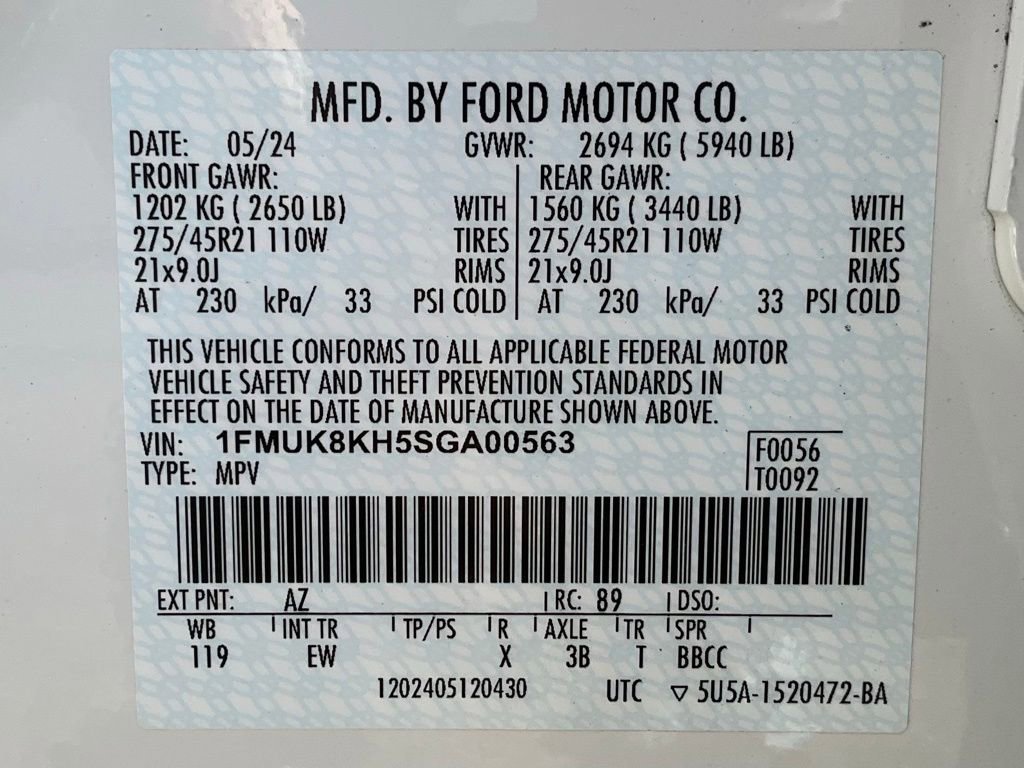 MFD. BY FORD MOTOR CO.
DATE: 05/24 GVWR: 2694 KG ( 5940 LB)
FRONT GAWR: REAR GAWR:
1202 KG ( 2650 LB) WITH 1560 KG ( 3440 LB) WITH
275/45R21 110W TIRES 275/45R21 110W TIRES
21x9.0J RIMS 21x9.0J RIMS
AT 230 kPa/ 33 PSI COLD AT 230 kPa/ 33 PSI COLD
THIS VEHICLE CONFORMS TO ALL APPLICABLE FEDERAL MOTOR
VEHICLE SAFETY AND THEFT PREVENTION STANDARDS IN
EFFECT ON THE DATE OF MANUFACTURE SHOWN ABOVE.
VIN: 1FMUK8KH5SGA00563 F0056
TYPE: MPV T0092
EXT PNT: AZ RC: 89 DSO:
WB INT TR TP/PS R AXLE TR SPR
119 EW X 3B T BBCC
1202405120430 UTC ▽ 5U5A-1520472-BA